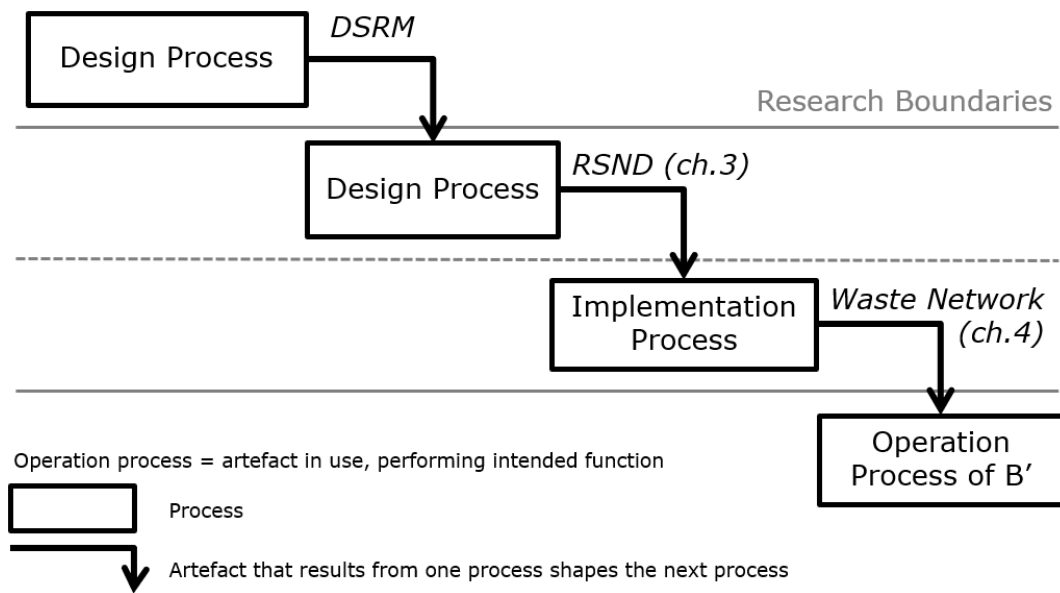 DSRM
Design Process
Research Boundaries
Design Process
RSND (ch.3)
Implementation
Process
Waste Network
(ch.4)
Operation
Process of B′
Operation process = artefact in use, performing intended function
Process
Artefact that results from one process shapes the next process